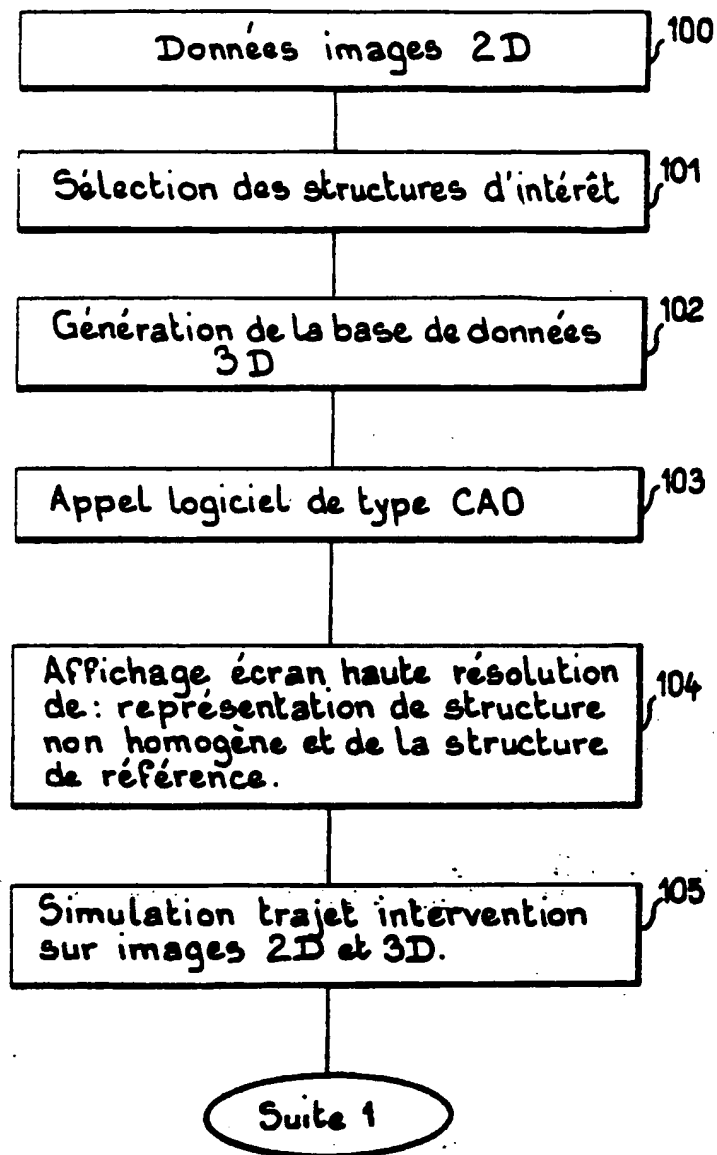 Données images 2D
100
Sélection des structures d'intérêt
101
Génération de la base de données
3D
102
Appel logiciel de type CAO
103
Affichage écran haute résolution
de: représentation de structure
non homogène et de la structure
de référence.
104
Simulation trajet intervention
sur images 2D et 3D.
105
Suite 1